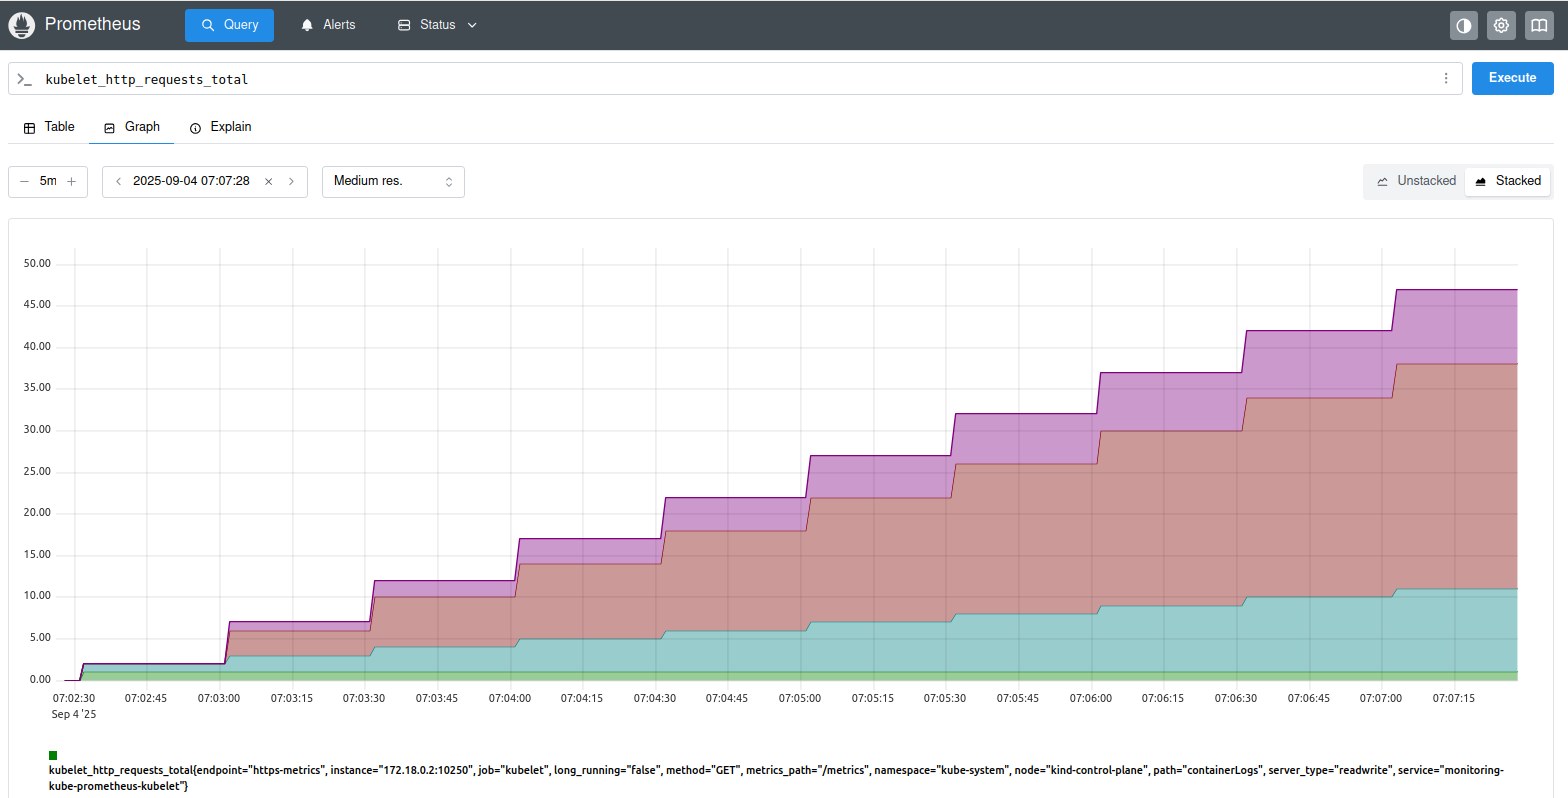 Prometheus Query Alerts Status
>_ kubelet_http_requests_total Execute
Table Graph Explain
5m 2025-09-04 07:07:28 Medium res. Unstacked Stacked
50.00
45.00
40.00
35.00
30.00
25.00
20.00
15.00
10.00
5.00
0.00
07:02:30 07:02:45 07:03:00 07:03:15 07:03:30 07:03:45 07:04:00 07:04:15 07:04:30 07:04:45 07:05:00 07:05:15 07:05:30 07:05:45 07:06:00 07:06:15 07:06:30 07:06:45 07:07:00 07:07:15
Sep 4 '25
kubelet_http_requests_total{endpoint="https-metrics", instance="172.18.0.2:10250", job="kubelet", long_running="false", method="GET", metrics_path="/metrics", namespace="kube-system", node="kind-control-plane", path="containerLogs", server_type="readwrite", service="monitoring-
kube-prometheus-kubelet"}